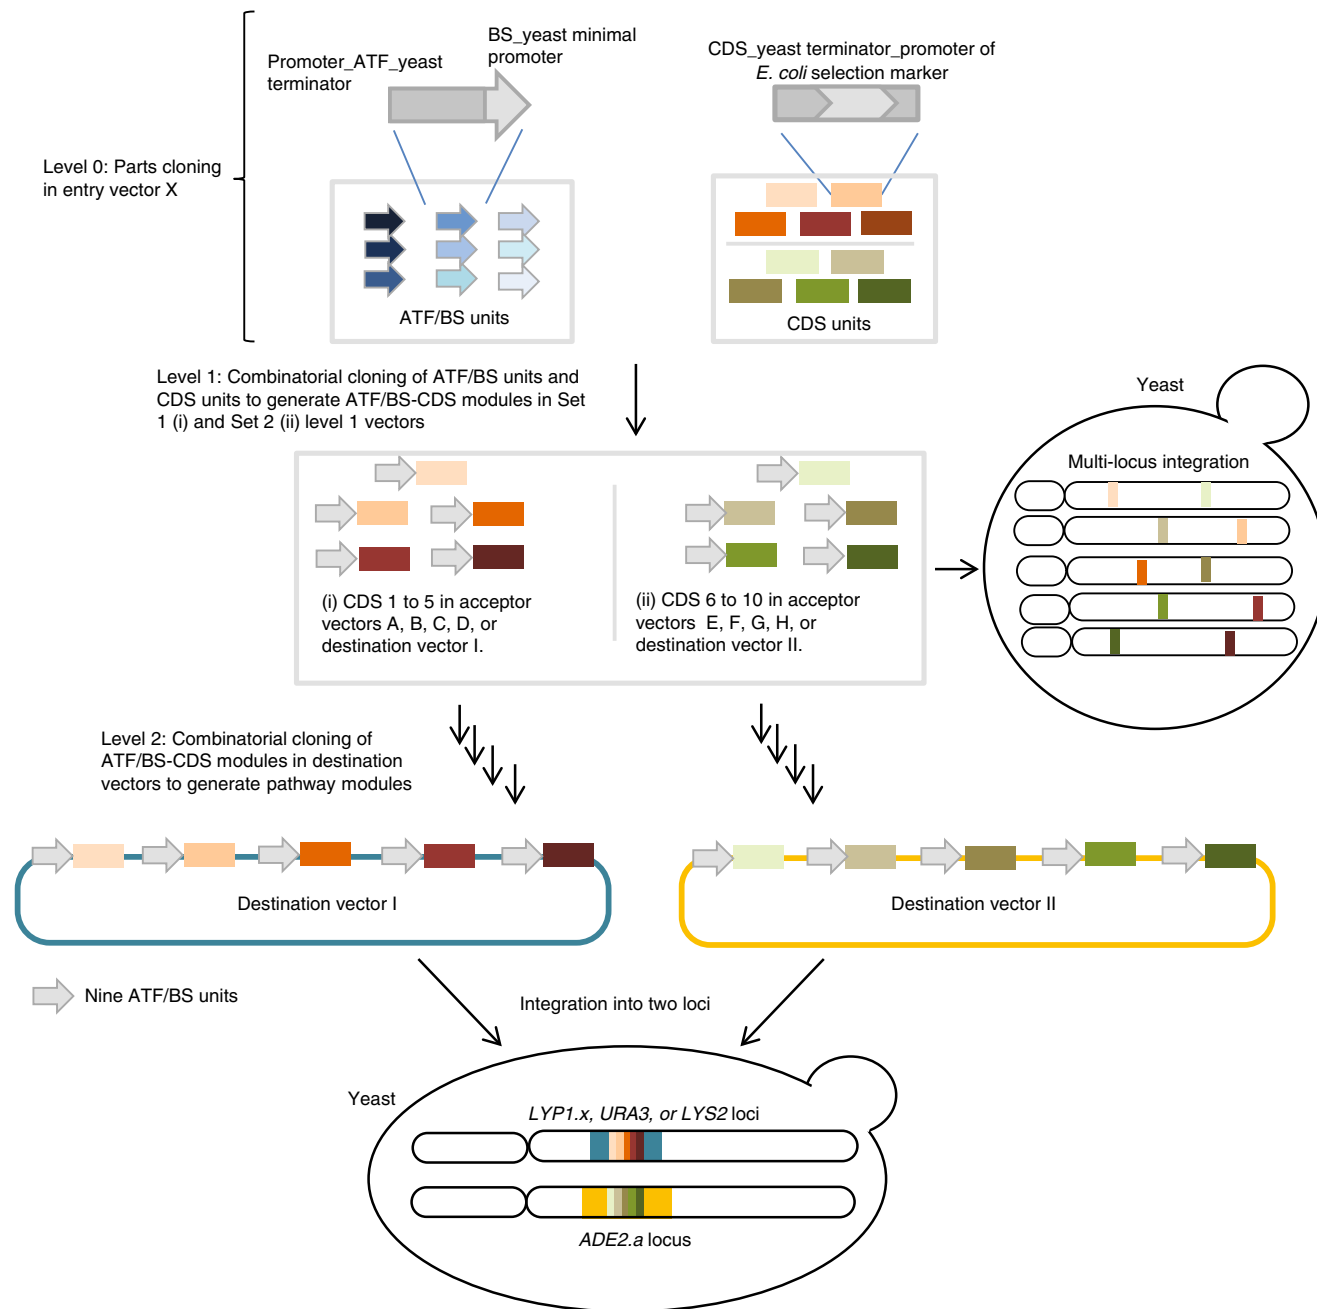 BS_yeast minimal
promoter
Promoter_ATF_yeast
terminator
CDS_yeast terminator_promoter of
E. coli selection marker
Level 0: Parts cloning
in entry vector X
ATF/BS units
CDS units
Level 1: Combinatorial cloning of ATF/BS units and
CDS units to generate ATF/BS-CDS modules in Set
1 (i) and Set 2 (ii) level 1 vectors
Yeast
Multi-locus integration
(i) CDS 1 to 5 in acceptor
vectors A, B, C, D, or
destination vector I.
(ii) CDS 6 to 10 in acceptor
vectors E, F, G, H, or
destination vector II.
Level 2: Combinatorial cloning of
ATF/BS-CDS modules in destination
vectors to generate pathway modules
Destination vector I
Destination vector II
Nine ATF/BS units
Integration into two loci
Yeast
LYP1.x, URA3, or LYS2 loci
ADE2.a locus